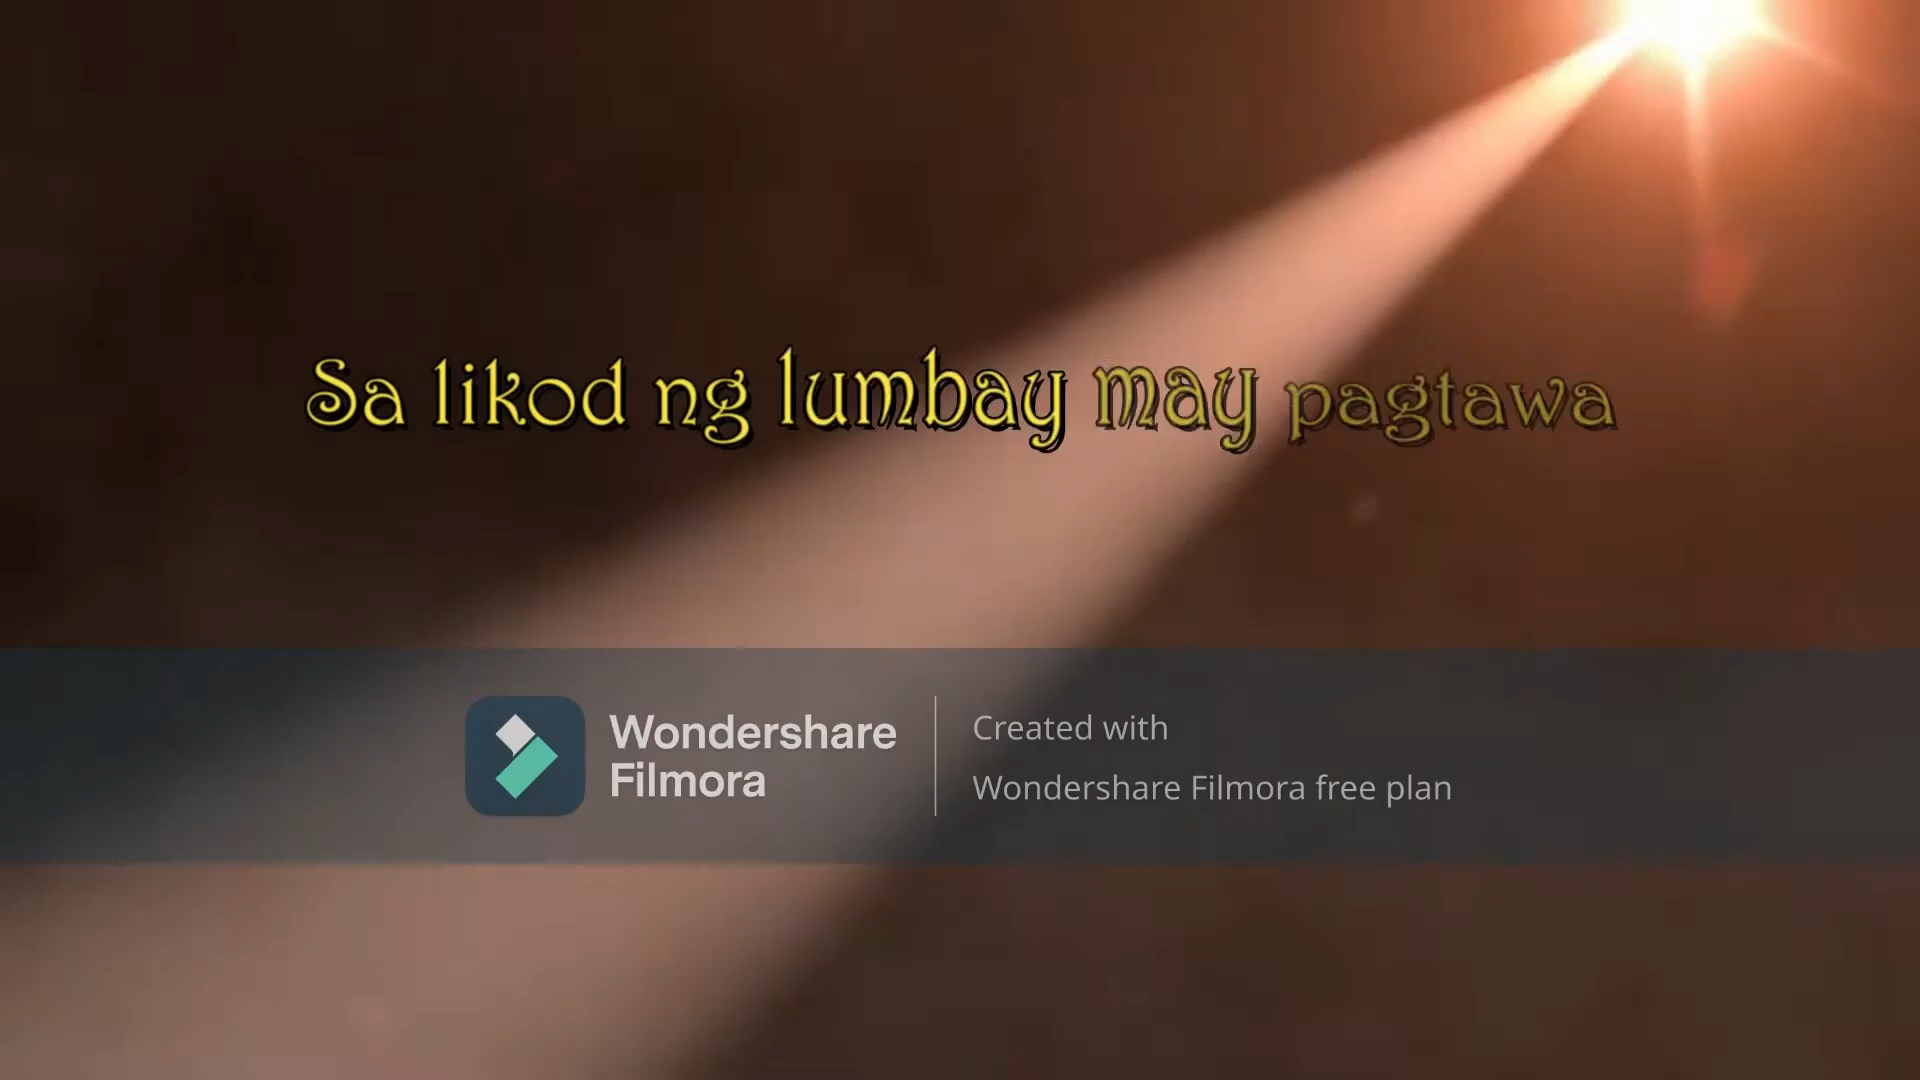 Sa likod ng lumbay may pagtawa
Wondershare
Filmora
Created with
Wondershare Filmora free plan